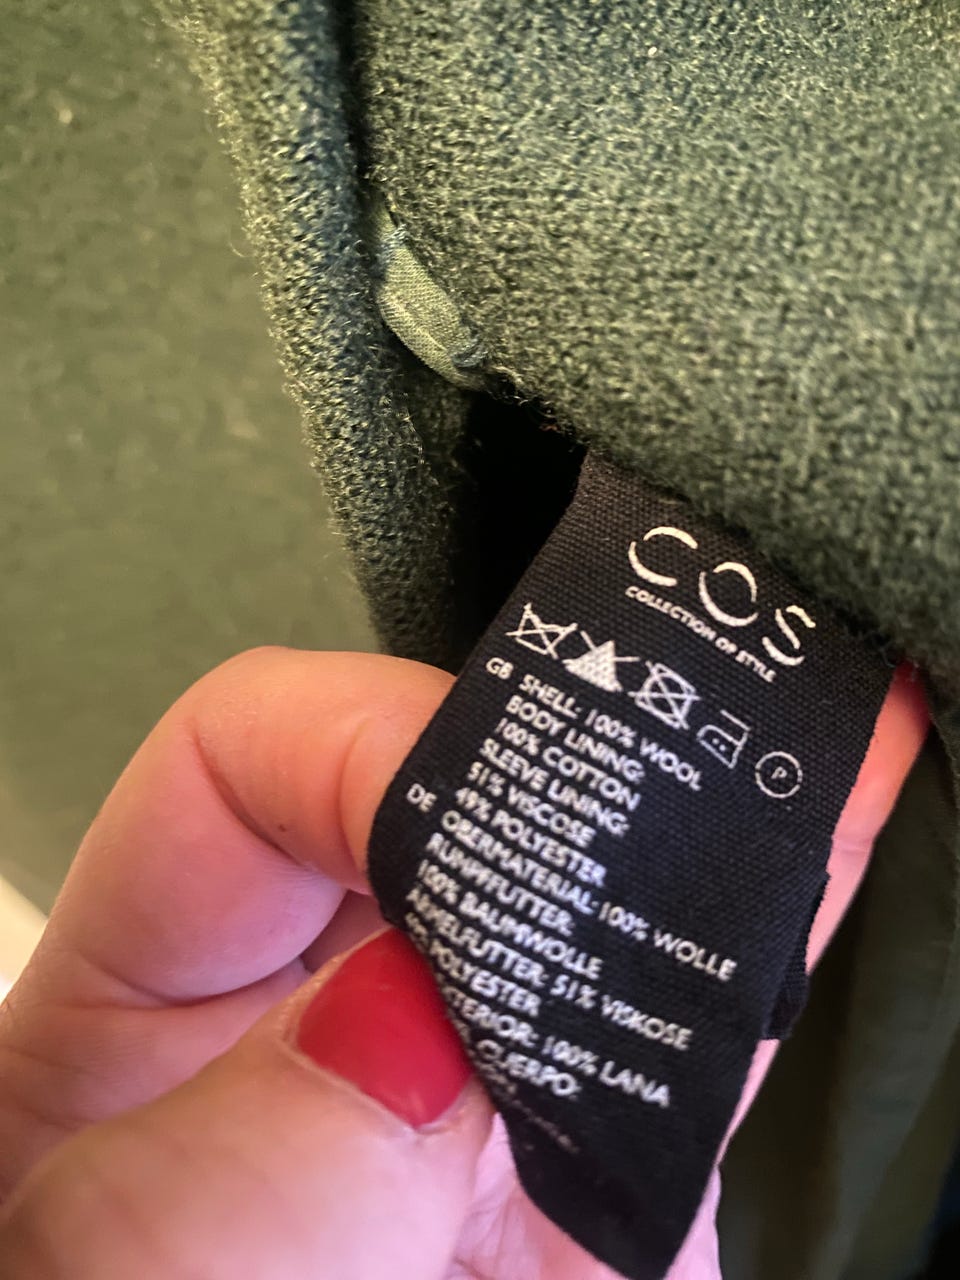 COS
COLLECTION OF STYLE
P
GB SHELL: 100% WOOL
BODY LINING:
100% COTTON
SLEEVE LINING:
51% VISCOSE
49% POLYESTER
DE OBERMATERIAL: 100% WOLLE
RUMPFFUTTER:
100% BAUMWOLLE
ÄRMELFUTTER: 51% VISKOSE
POLYESTER
TERIOR: 100% LANA
CUERPO: